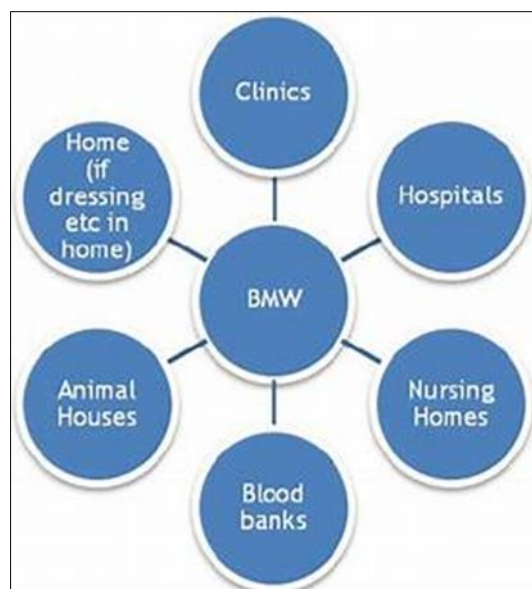 Clinics
Home
(if
dressing
etc in
home)
Hospitals
BMW
Animal
Houses
Nursing
Homes
Blood
banks